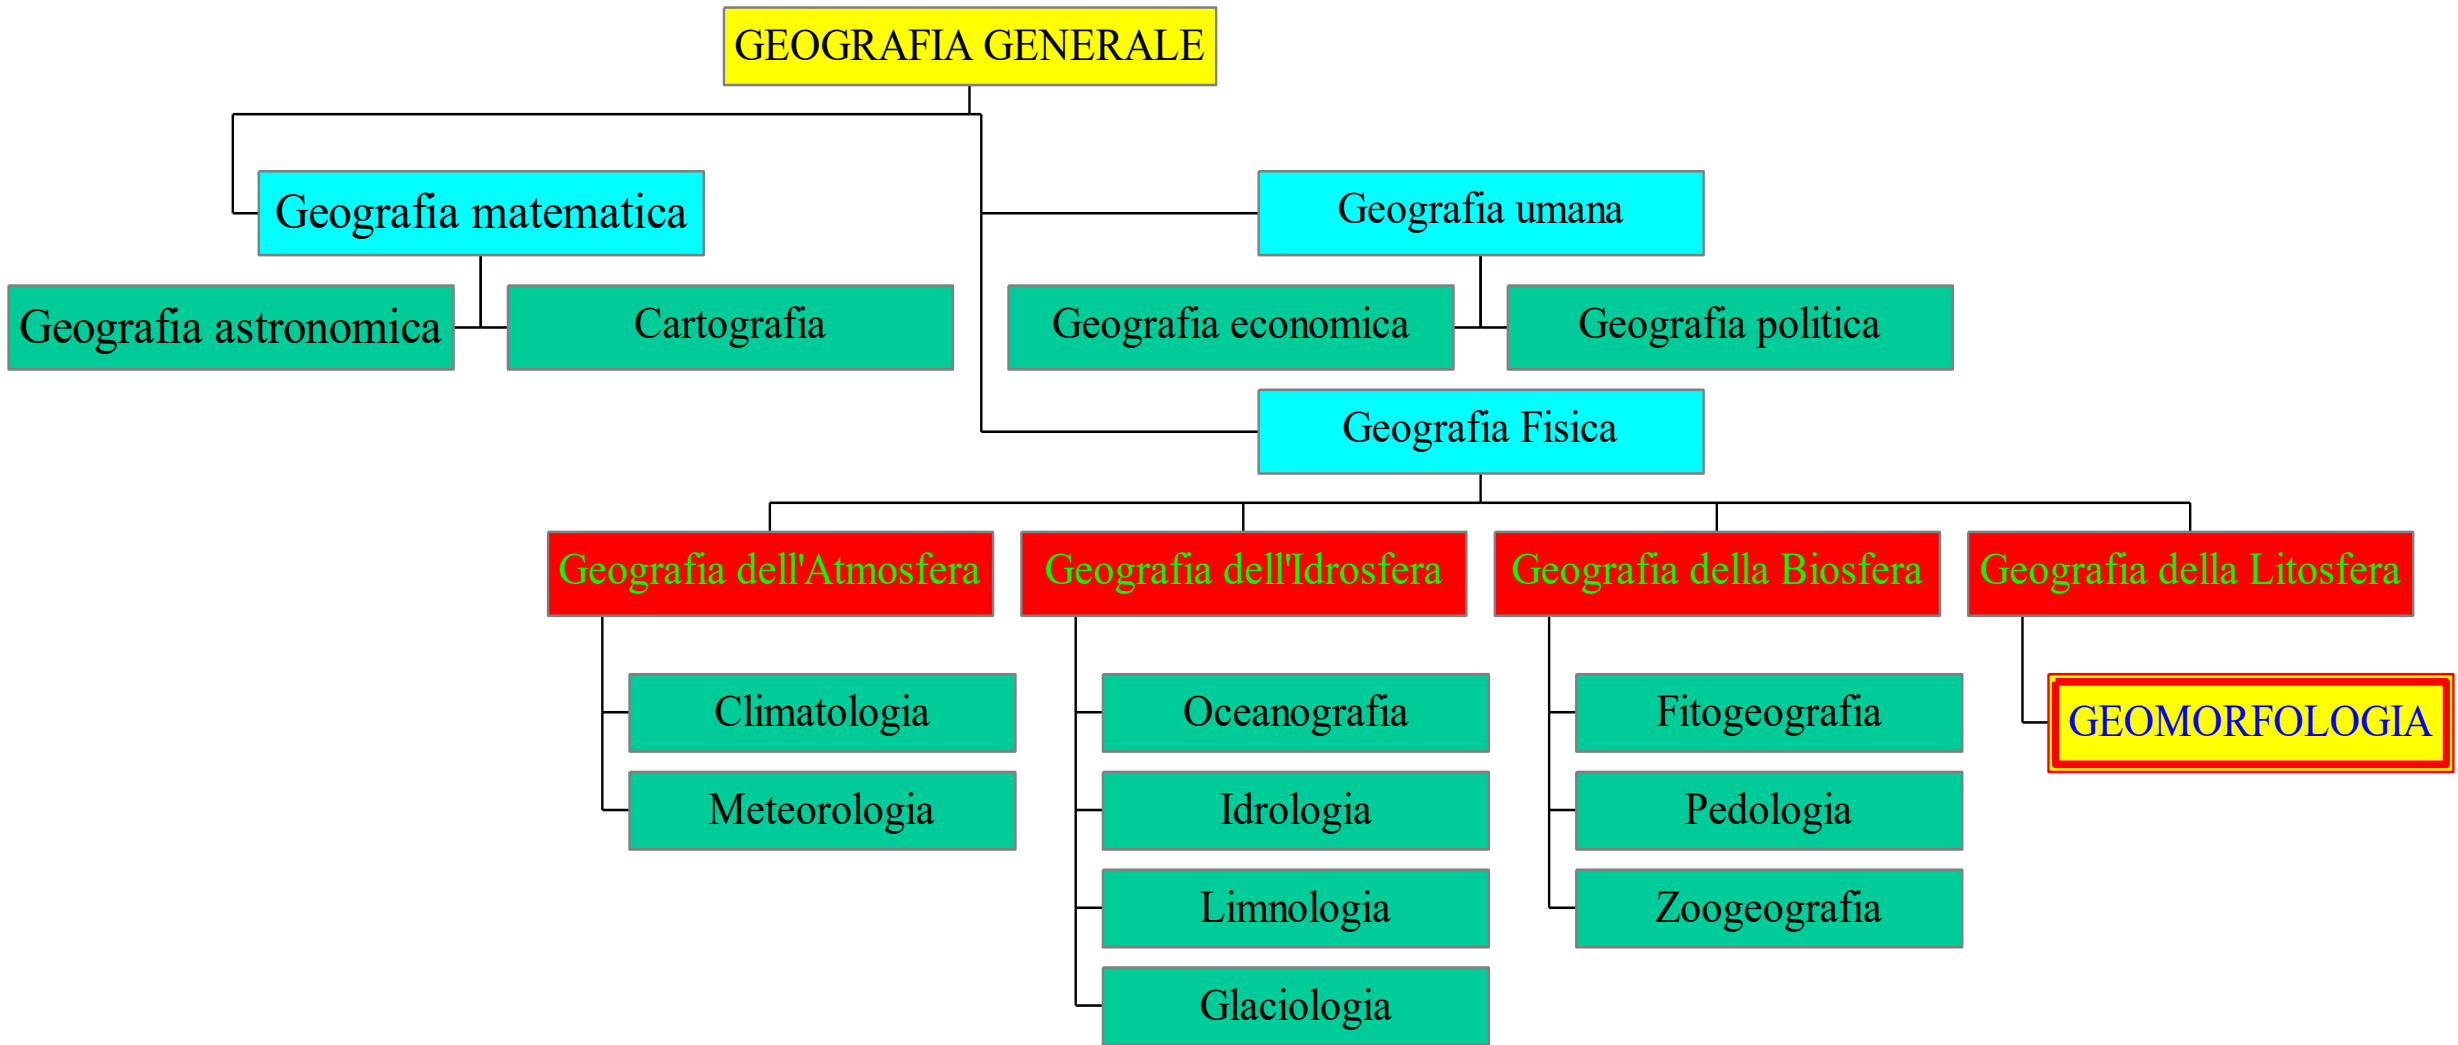 GEOGRAFIA GENERALE
Geografia matematica
Geografia umana
Geografia astronomica
Cartografia
Geografia economica
Geografia politica
Geografia Fisica
Geografia dell'Atmosfera
Geografia dell'Idrosfera
Geografia della Biosfera
Geografia della Litosfera
Climatologia
Oceanografia
Fitogeografia
GEOMORFOLOGIA
Meteorologia
Idrologia
Pedologia
Limnologia
Zoogeografia
Glaciologia